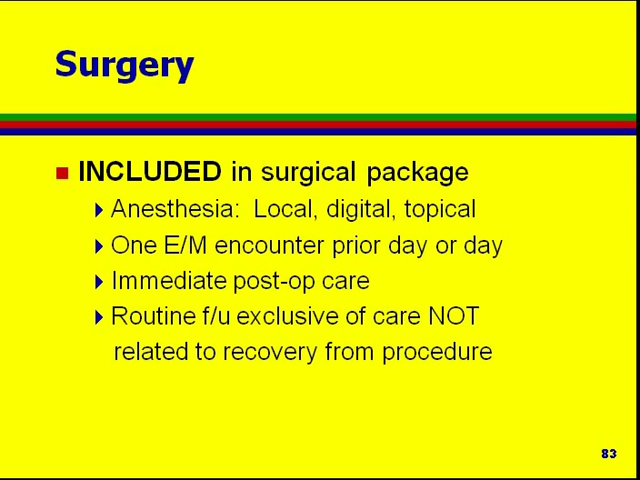 Surgery
INCLUDED in surgical package
Anesthesia:  Local, digital, topical
One E/M encounter prior day or day
Immediate post-op care
Routine f/u exclusive of care NOT
related to recovery from procedure
83